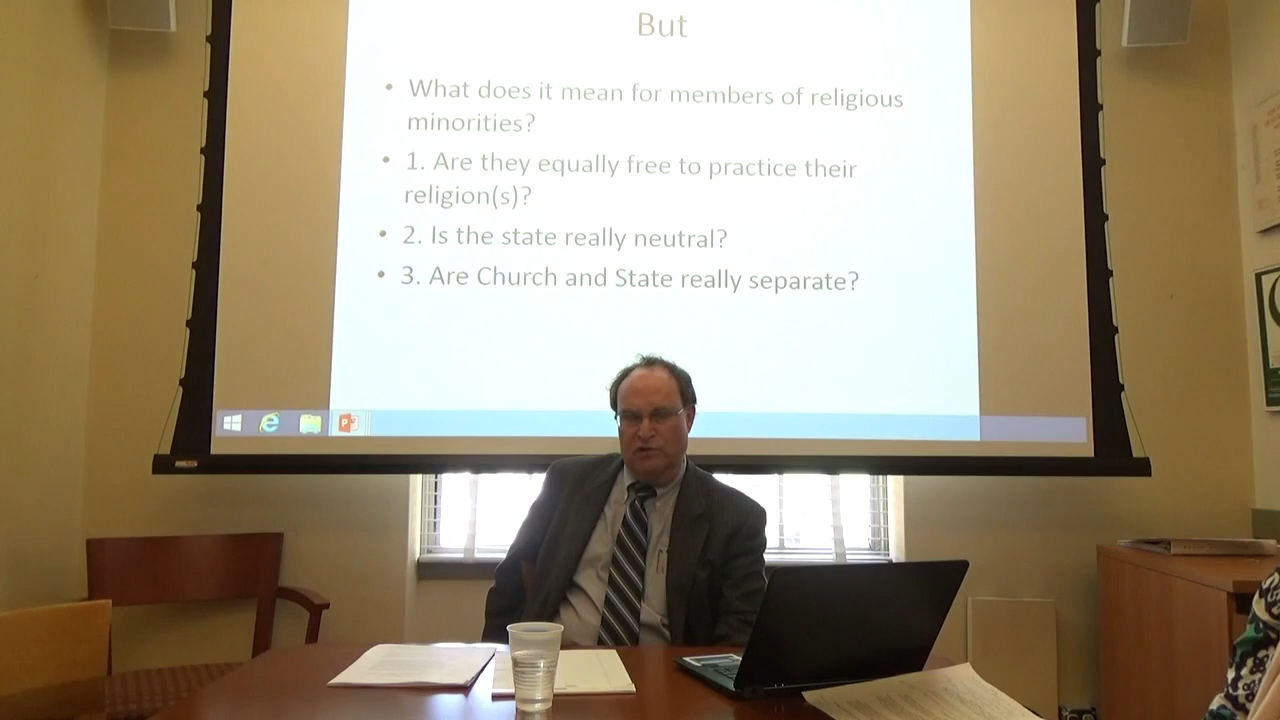 But
• What does it mean for members of religious
minorities?
• 1. Are they equally free to practice their
religion(s)?
• 2. Is the state really neutral?
• 3. Are Church and State really separate?